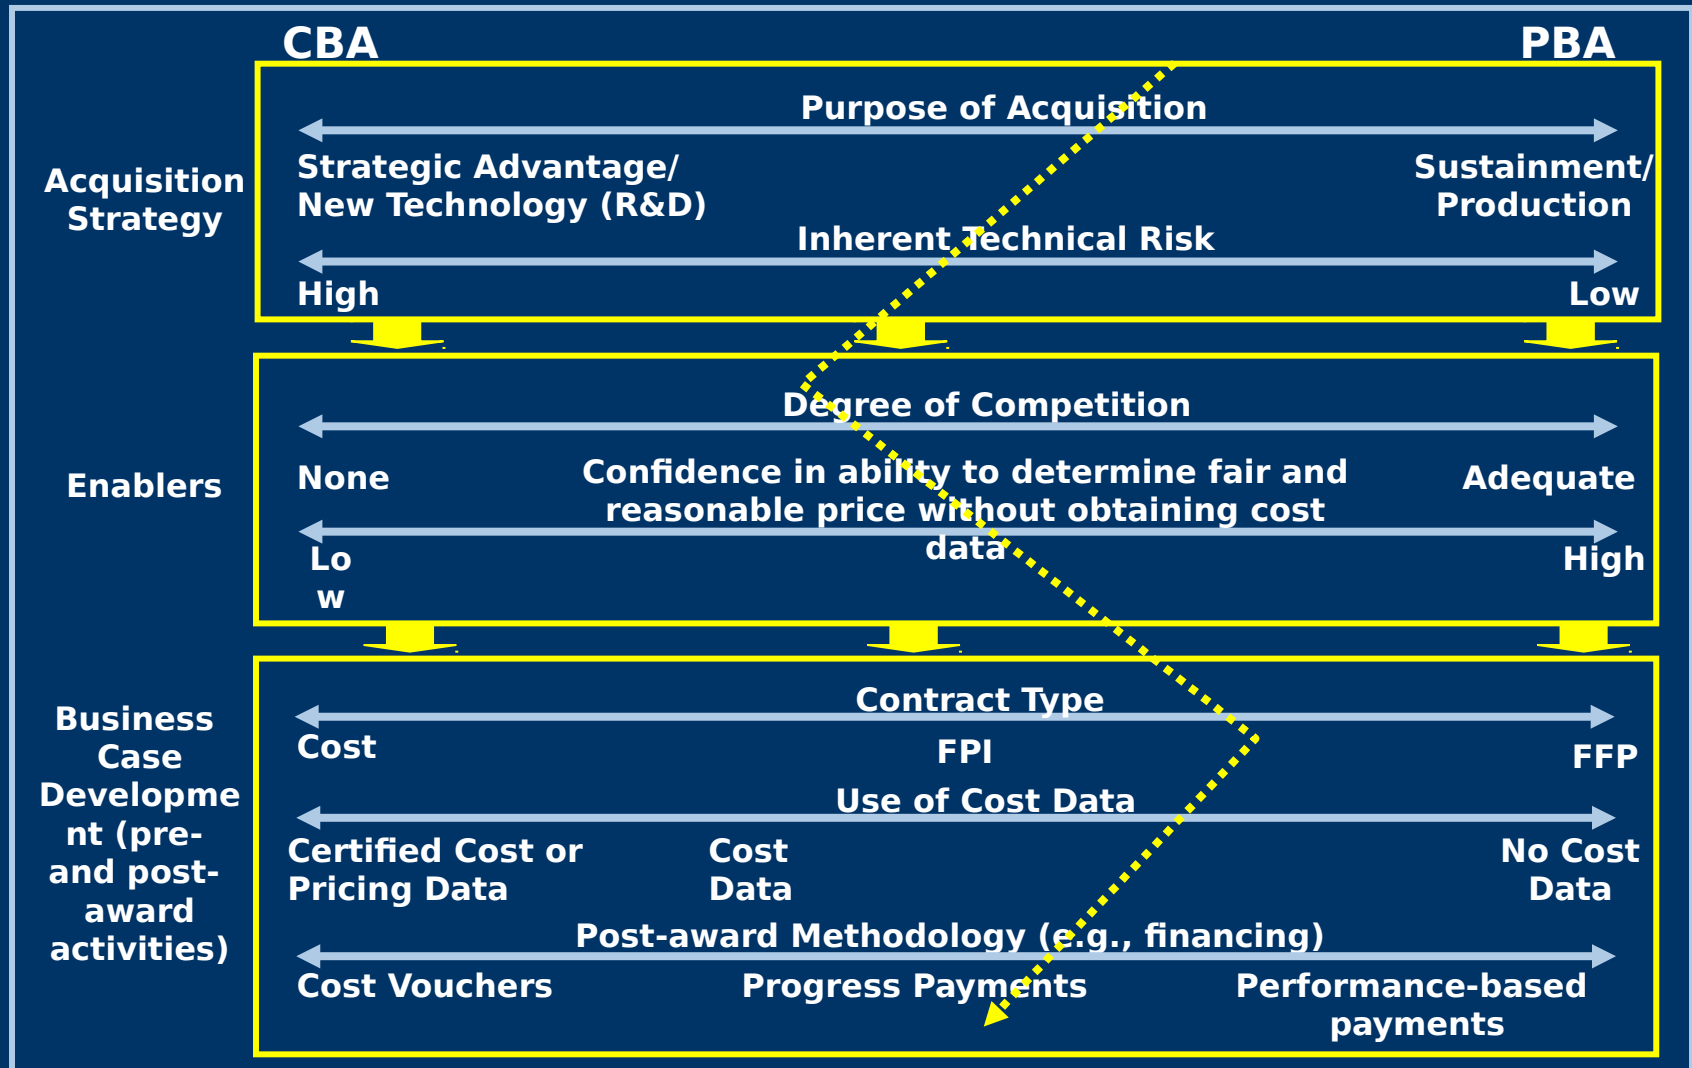 CBA
PBA
Acquisition
Strategy
Purpose of Acquisition
Strategic Advantage/
New Technology (R&D)
Sustainment/
Production
Inherent Technical Risk
High
Low
Enablers
Degree of Competition
None
Adequate
Confidence in ability to determine fair and
reasonable price without obtaining cost
data
Lo
w
High
Business
Case
Developme
nt (pre-
and post-
award
activities)
Contract Type
Cost
FPI
FFP
Use of Cost Data
Certified Cost or
Pricing Data
Cost
Data
No Cost
Data
Post-award Methodology (e.g., financing)
Cost Vouchers
Progress Payments
Performance-based
payments